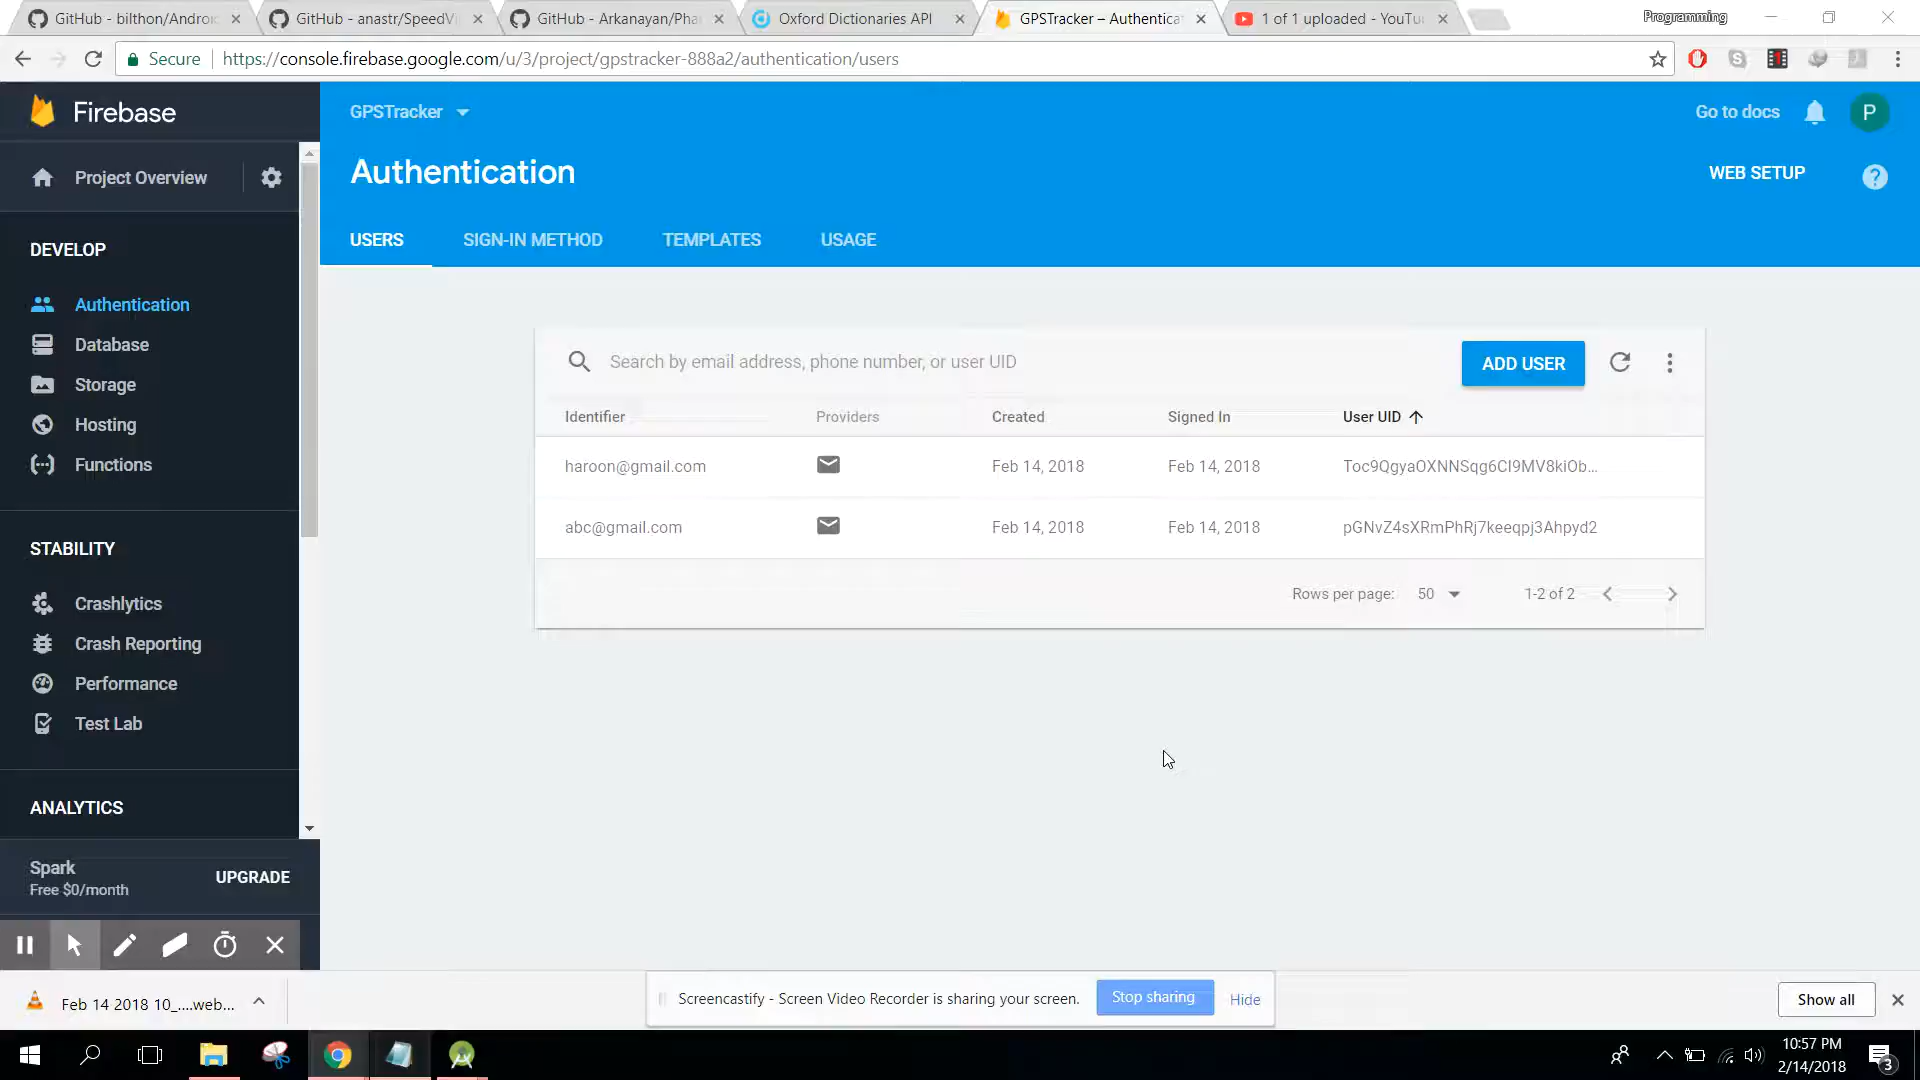 GitHub - bilthon/Androi
GitHub - anastr/SpeedVi
GitHub - Arkanayan/Pha
Oxford Dictionaries API
GPSTracker – Authentica
1 of 1 uploaded - YouTu
Programming
Secure
https://console.firebase.google.com/u/3/project/gpstracker-888a2/authentication/users
Firebase
GPSTracker
Go to docs
P
Project Overview
Authentication
WEB SETUP
USERS
SIGN-IN METHOD
TEMPLATES
USAGE
DEVELOP
Authentication
Database
Storage
Hosting
Functions
STABILITY
Crashlytics
Crash Reporting
Performance
Test Lab
ANALYTICS
Spark
Free $0/month
UPGRADE
Search by email address, phone number, or user UID
ADD USER
Identifier
Providers
Created
Signed In
User UID
haroon@gmail.com
Feb 14, 2018
Feb 14, 2018
Toc9QgyaOXNNSqg6CI9MV8kiOb...
abc@gmail.com
Feb 14, 2018
Feb 14, 2018
pGNvZ4sXRmPhRj7keeqpj3Ahpyd2
Rows per page:
50
1-2 of 2
Feb 14 2018 10_....web...
Screencastify - Screen Video Recorder is sharing your screen.
Stop sharing
Hide
Show all
10:57 PM
2/14/2018
3